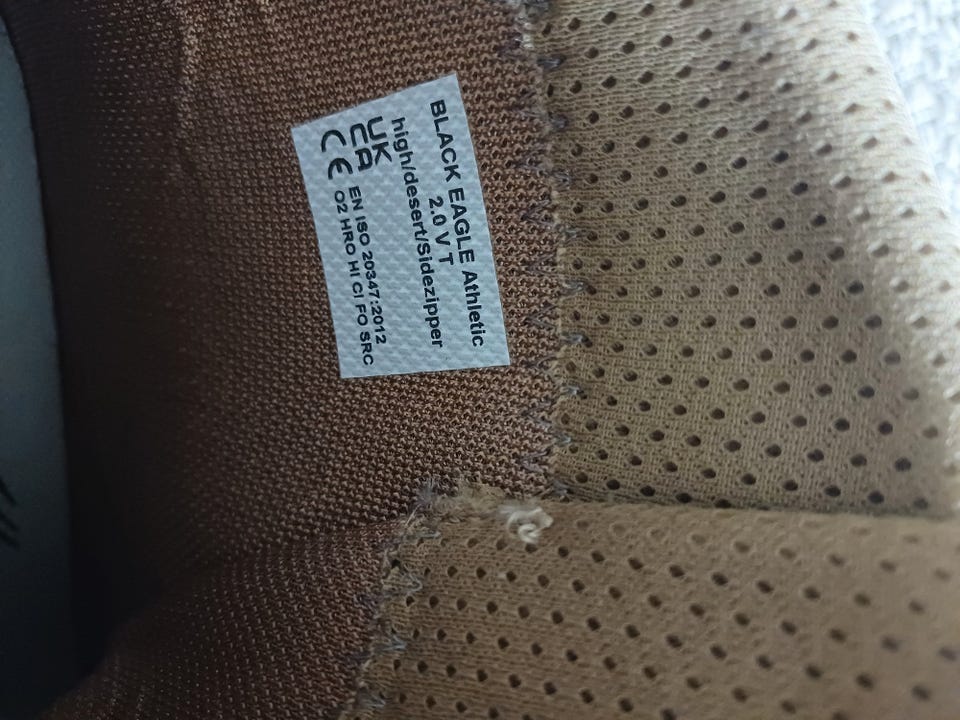 BLACK EAGLE Athletic
2.0 V T
high/desert/Sidezipper
UK
CA
CE
EN ISO 20347:2012
O2 HRO HI CI FO SRC